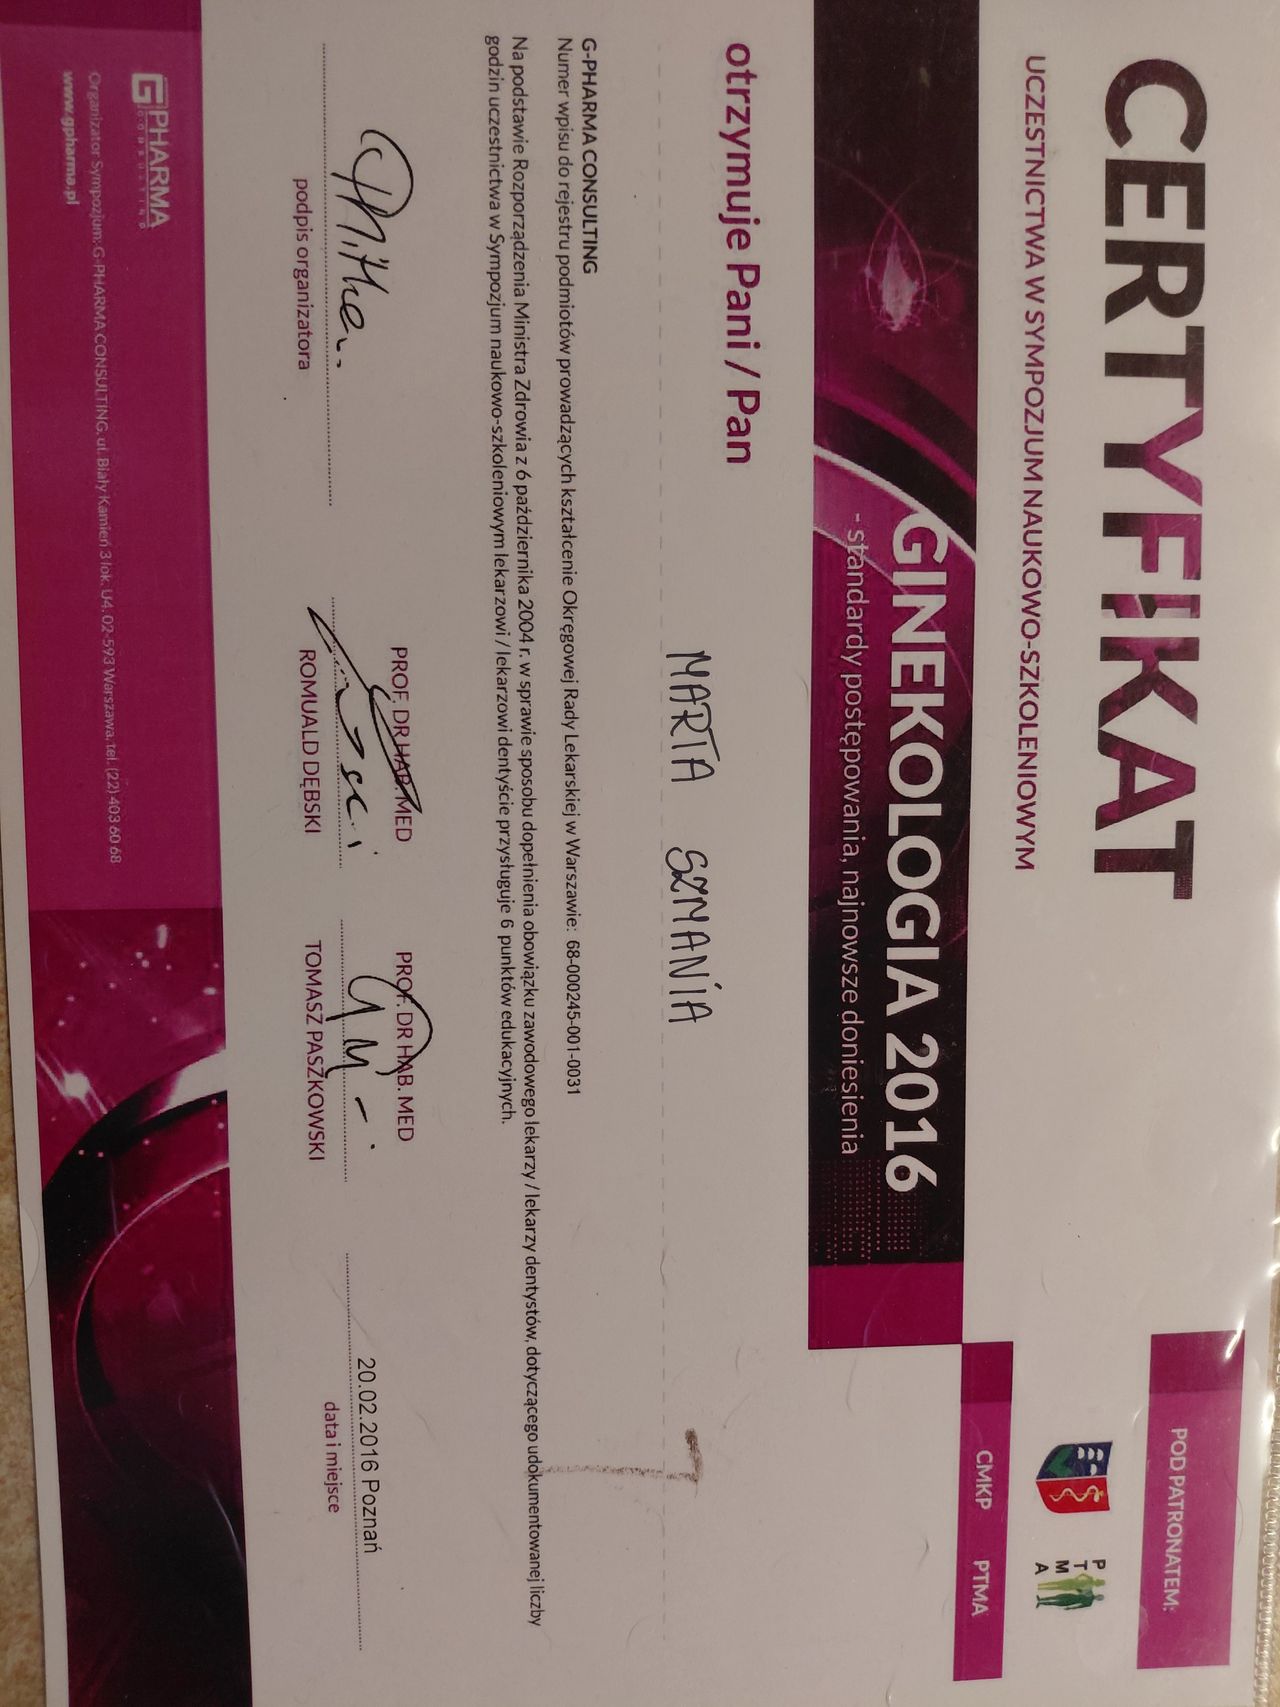 CERTYFIKAT
UCZESTNICTWA W SYMPOZJUM NAUKOWO-SZKOLENIOWYM
POD PATRONATEM:
P
T
M
A
CMKP PTMA
GINEKOLOGIA 2016
- standardy postępowania, najnowsze doniesienia
otrzymuje Pani / Pan
MARTA SZMANIA
G-PHARMA CONSULTING
Numer wpisu do rejestru podmiotów prowadzących kształcenie Okręgowej Rady Lekarskiej w Warszawie: 68-000245-001-0031
Na podstawie Rozporządzenia Ministra Zdrowia z 6 października 2004 r. w sprawie sposobu dopełnienia obowiązku zawodowego lekarzy / lekarzy dentystów, dotyczącego udokumentowanej liczby
godzin uczestnictwa w Sympozjum naukowo-szkoleniowym lekarzowi / lekarzowi dentyście przysługuje 6 punktów edukacyjnych.
podpis organizatora
PROF. DR HAB. MED
ROMUALD DĘBSKI
PROF. DR HAB. MED
TOMASZ PASZKOWSKI
20.02.2016 Poznań
data i miejsce
G PHARMA
CONSULTING
Organizator Sympozjum: G-PHARMA CONSULTING, ul. Biały Kamień 3 lok. U4, 02-593 Warszawa, tel. (22) 403 60 68
www.gpharma.pl